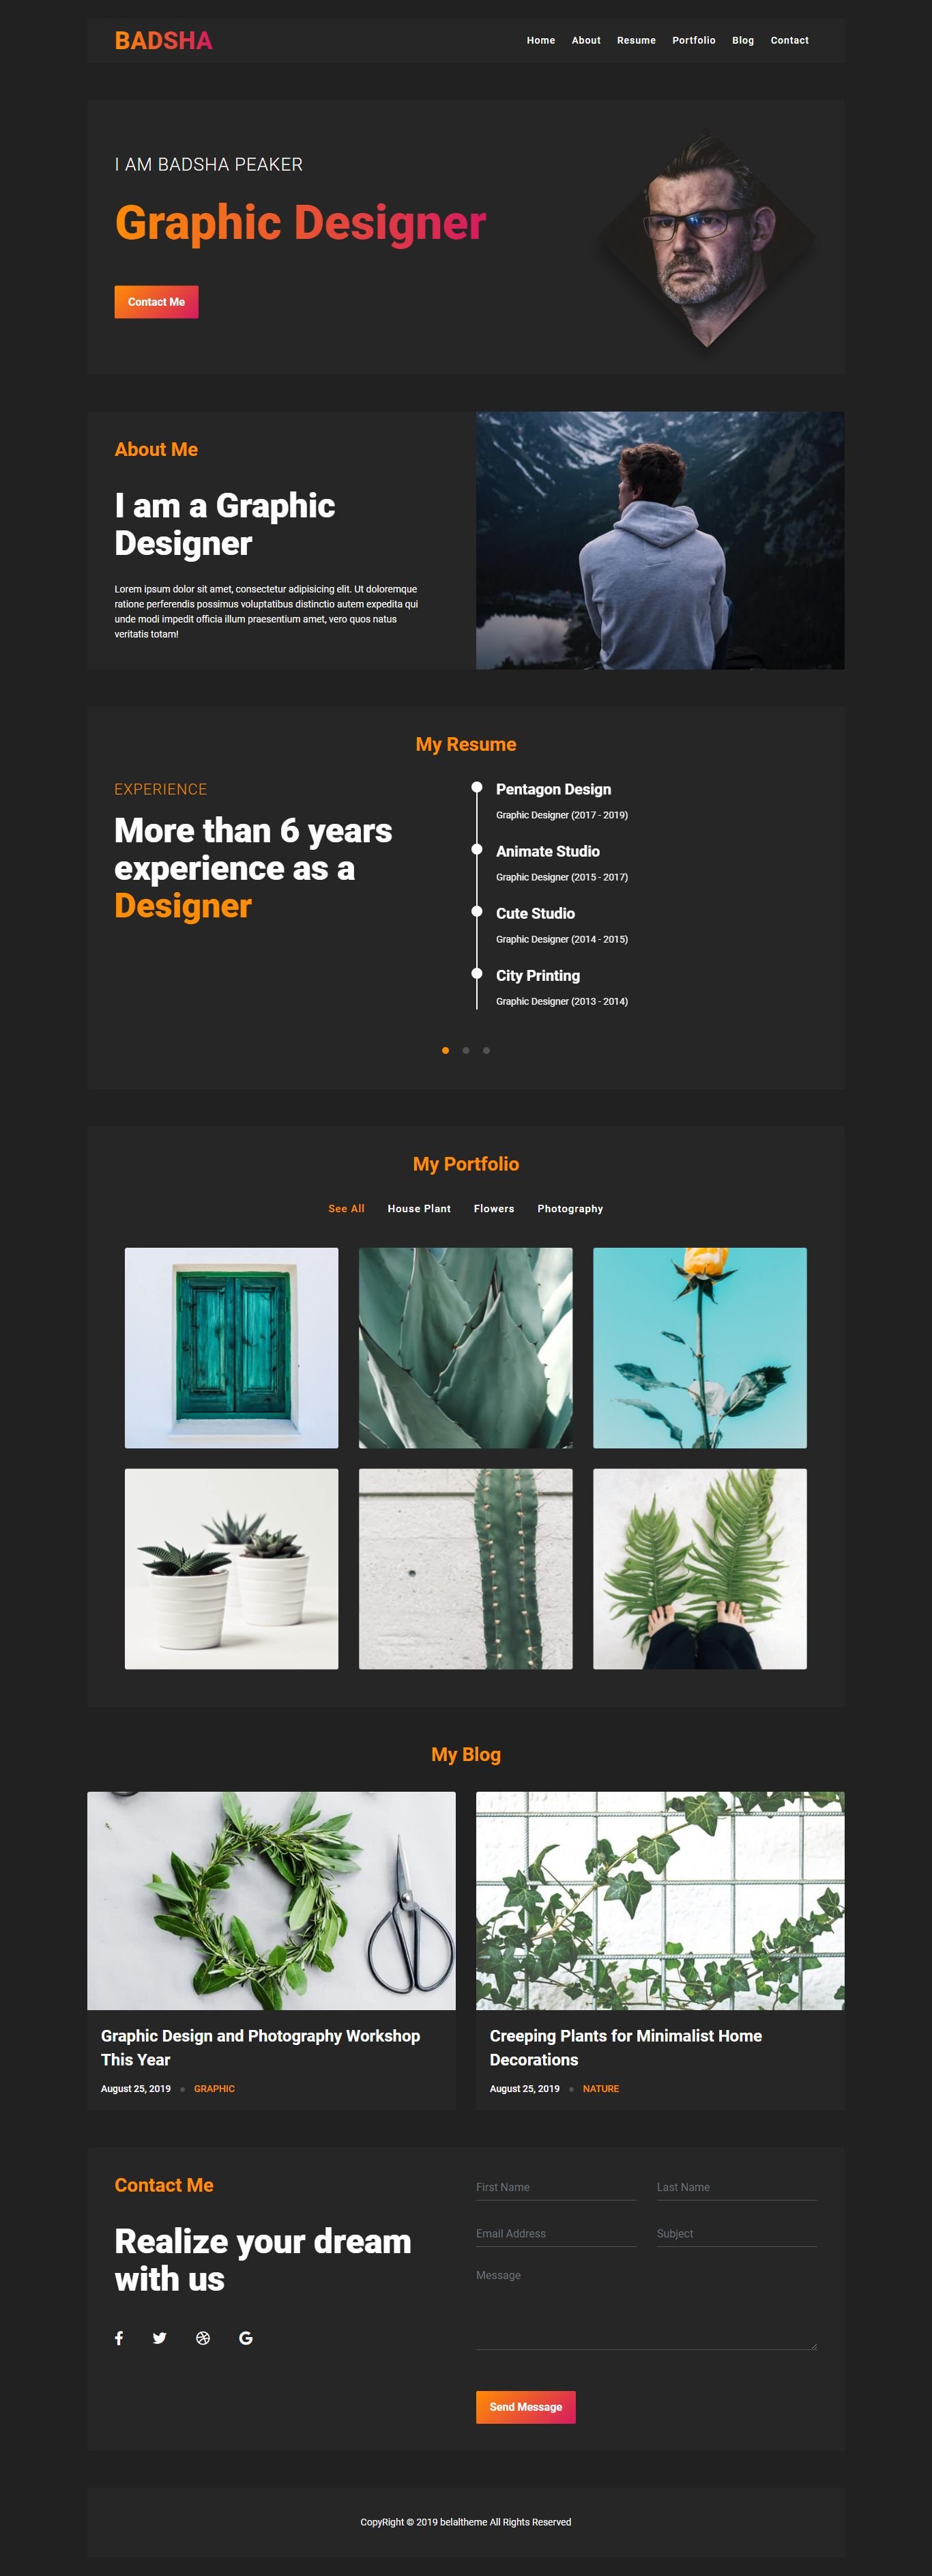 BADSHA
Home About Resume Portfolio Blog Contact
I AM BADSHA PEAKER
Graphic Designer
Contact Me
About Me
I am a Graphic
Designer
Lorem ipsum dolor sit amet, consectetur adipisicing elit. Ut doloremque
ratione perferendis possimus voluptatibus distinctio autem expedita qui
unde modi impedit officia illum praesentium amet, vero quos natus
veritatis totam!
My Resume
EXPERIENCE
More than 6 years
experience as a
Designer
Pentagon Design
Graphic Designer (2017 - 2019)
Animate Studio
Graphic Designer (2015 - 2017)
Cute Studio
Graphic Designer (2014 - 2015)
City Printing
Graphic Designer (2013 - 2014)
My Portfolio
See All House Plant Flowers Photography
My Blog
Graphic Design and Photography Workshop
This Year
August 25, 2019 GRAPHIC
Creeping Plants for Minimalist Home
Decorations
August 25, 2019 NATURE
Contact Me
Realize your dream
with us
First Name Last Name
Email Address Subject
Message
Send Message
CopyRight © 2019 belaltheme All Rights Reserved